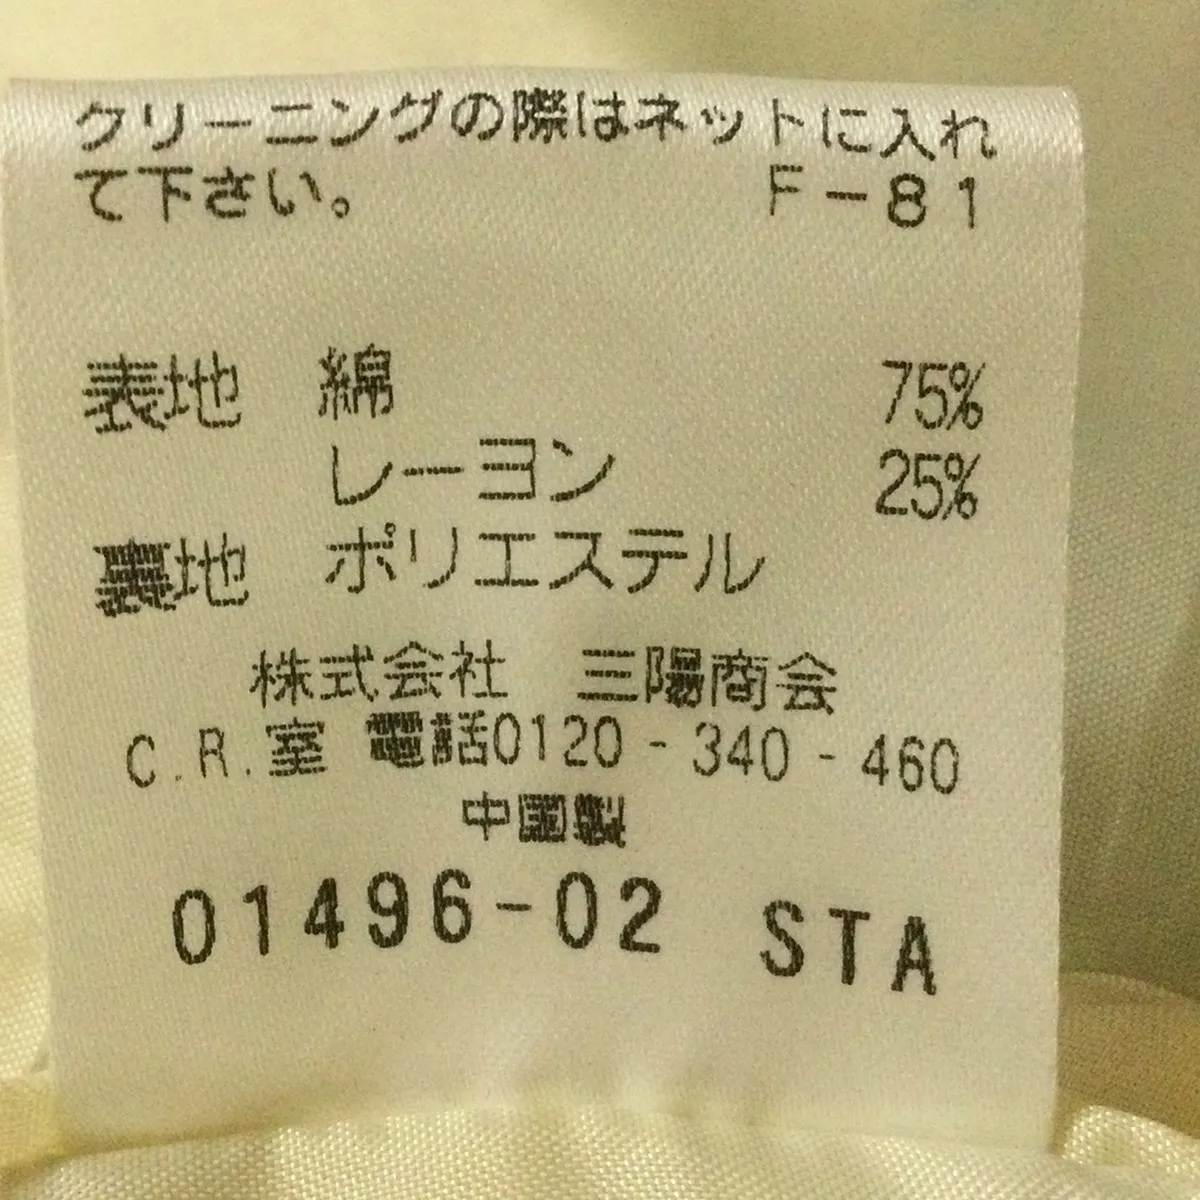 クリーニングの際はネットに入れ
て下さい。 F-81
表地 綿 75%
レーヨン 25%
裏地 ポリエステル
株式会社 三陽商会
C.R.室 電話0120-340-460
中国製
01496-02 STA